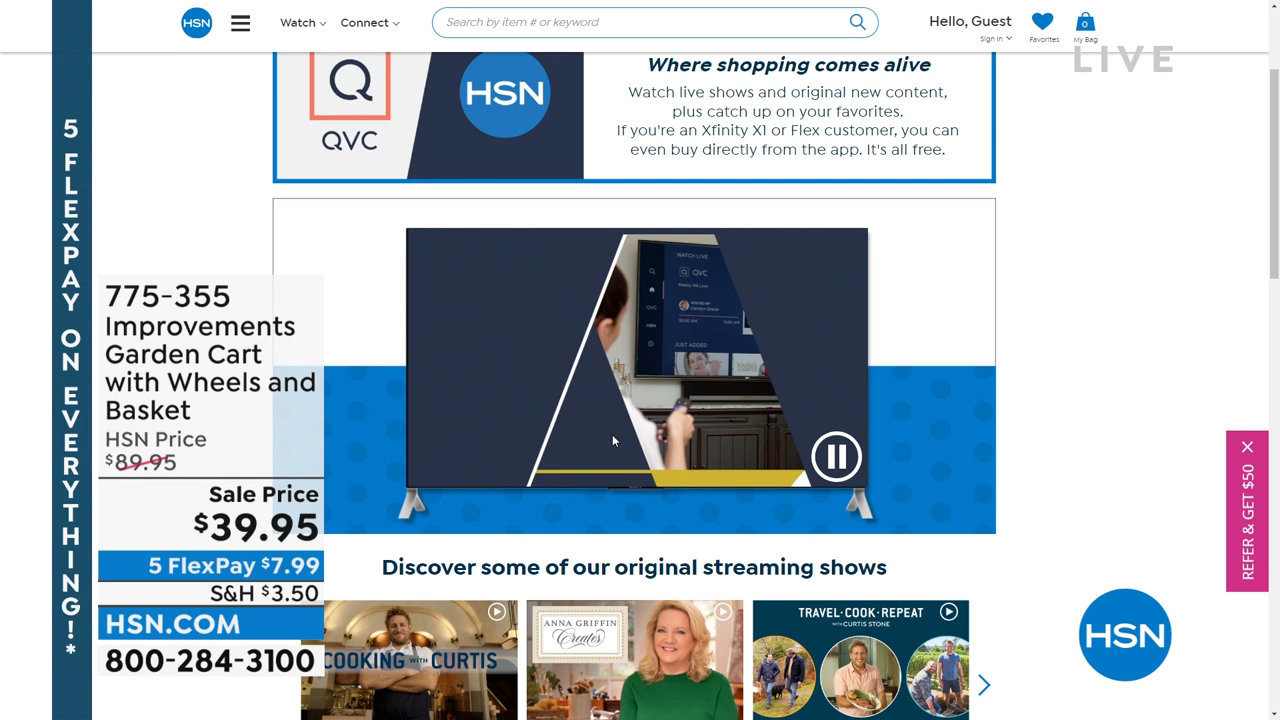 HSN
Watch
Connect
Search by item # or keyword
Hello, Guest
Sign In
Favorites
0
My Bag
LIVE
Q
QVC
HSN
Where shopping comes alive
Watch live shows and original new content,
plus catch up on your favorites.
If you're an Xfinity X1 or Flex customer, you can
even buy directly from the app. It's all free.
5 FLEXPAY ON EVERYTHING!*
775-355
Improvements
Garden Cart
with Wheels and
Basket
HSN Price
$89.95
Sale Price
$39.95
5 FlexPay $7.99
S&H $3.50
HSN.COM
800-284-3100
WATCH LIVE
QVC
JUST ADDED
REFER & GET $50
Discover some of our original streaming shows
COOKING WITH CURTIS
ANNA GRIFFIN
Creates
TRAVEL·COOK·REPEAT
WITH CURTIS STONE
HSN